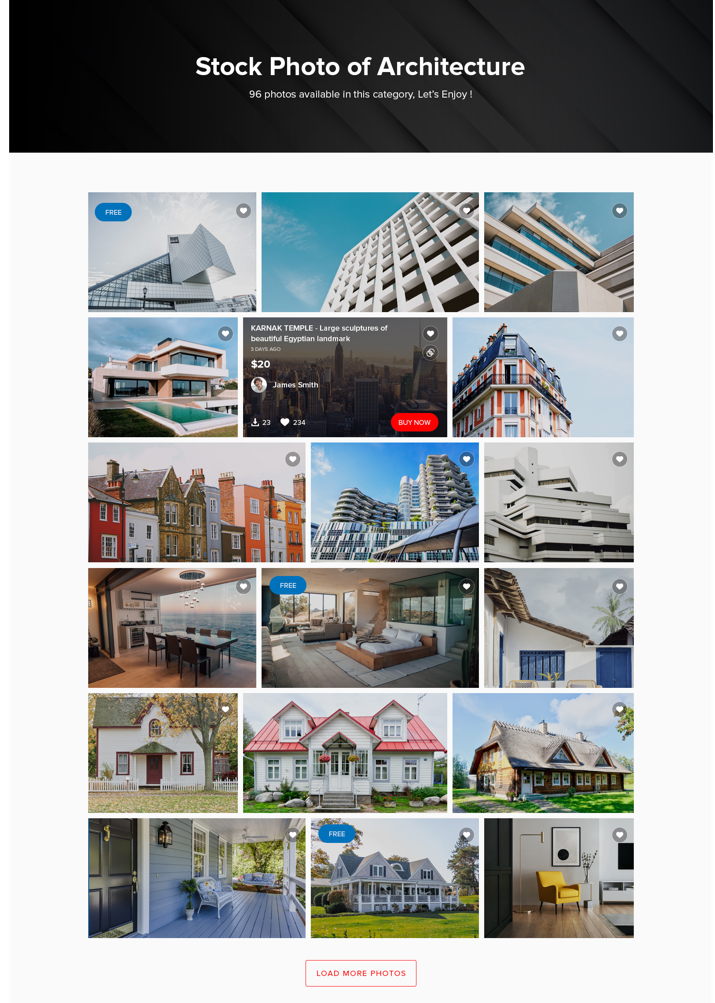 Stock Photo of Architecture
96 photos available in this category, Let's Enjoy !
FREE
KARNAK TEMPLE - Large sculptures of
beautiful Egyptian landmark
3 DAYS AGO
$20
James Smith
23 234 BUY NOW
FREE
FREE
LOAD MORE PHOTOS